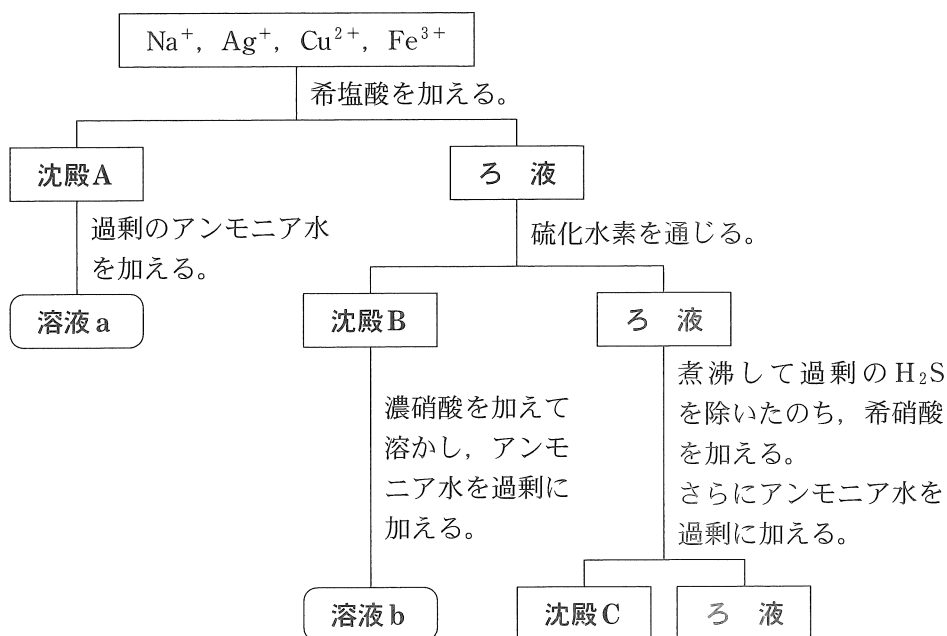 Na⁺, Ag⁺, Cu²⁺, Fe³⁺
希塩酸を加える。
沈殿A
ろ 液
過剰のアンモニア水
を加える。
硫化水素を通じる。
溶液a
沈殿B
ろ 液
濃硝酸を加えて
溶かし，アンモ
ニア水を過剰に
加える。
煮沸して過剰のH₂S
を除いたのち，希硝酸
を加える。
さらにアンモニア水を
過剰に加える。
溶液b
沈殿C
ろ 液